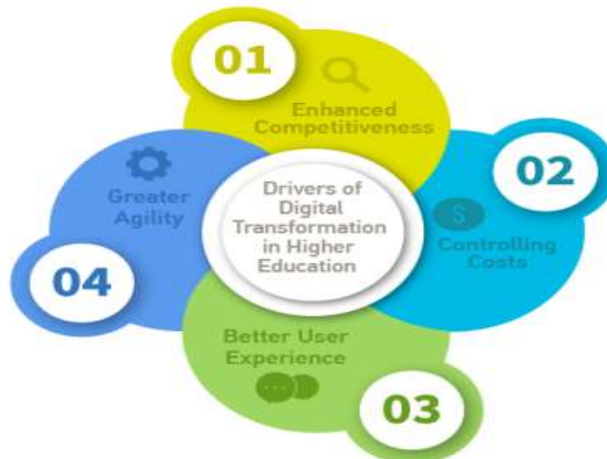 01
Enhanced
Competitiveness
02
$
Controlling
Costs
03
Better User
Experience
04
Greater
Agility
Drivers of
Digital
Transformation
in Higher
Education